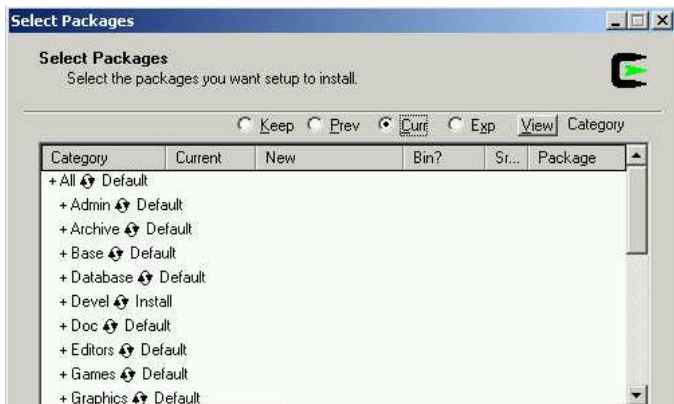 Select Packages
Select Packages
Select the packages you want setup to install.
Keep Prev Curr Exp View Category
Category Current New Bin? Sr... Package
+ All Default
+ Admin Default
+ Archive Default
+ Base Default
+ Database Default
+ Devel Install
+ Doc Default
+ Editors Default
+ Games Default
+ Graphics Default